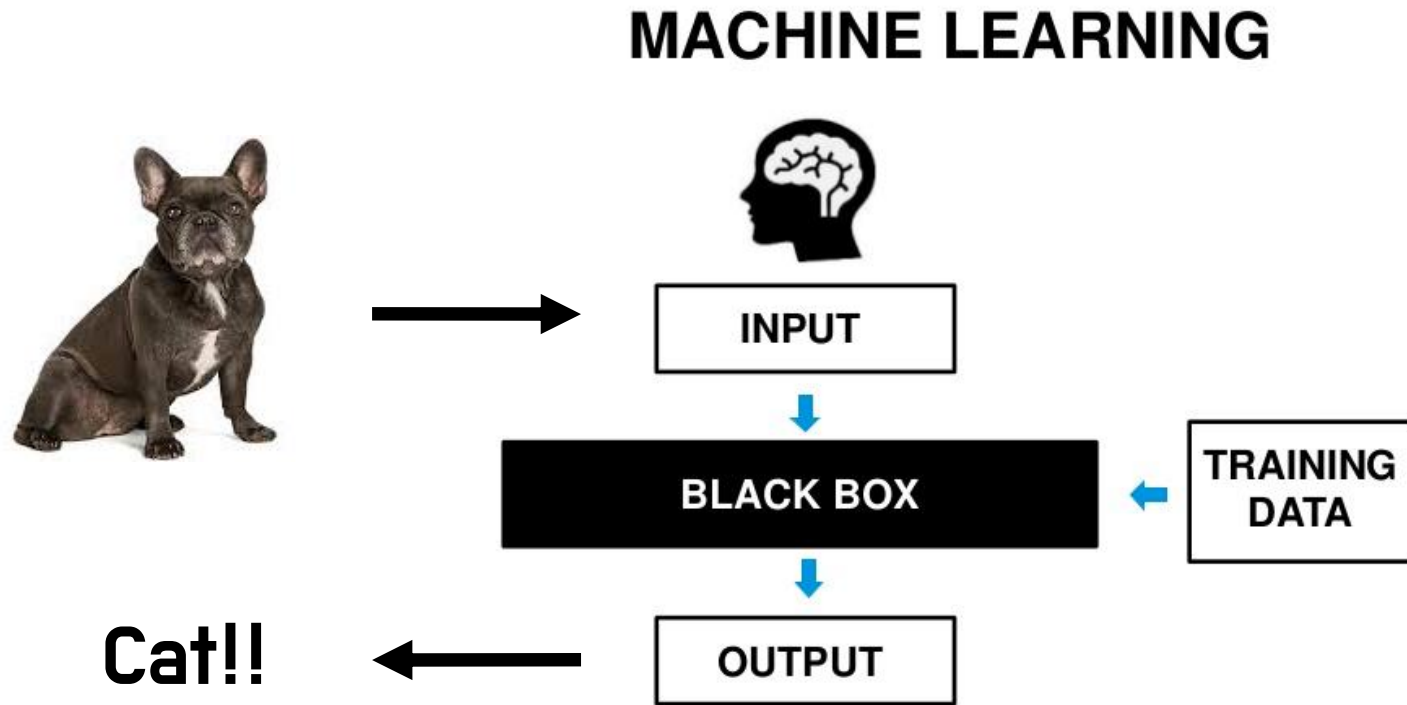 MACHINE LEARNING
INPUT
BLACK BOX
TRAINING
DATA
OUTPUT
Cat!!